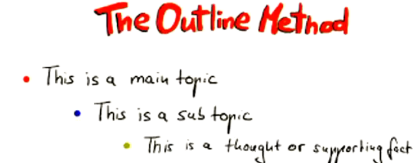 The Outline Method
• This is a main topic
• This is a sub topic
• This is a thought or supporting fact